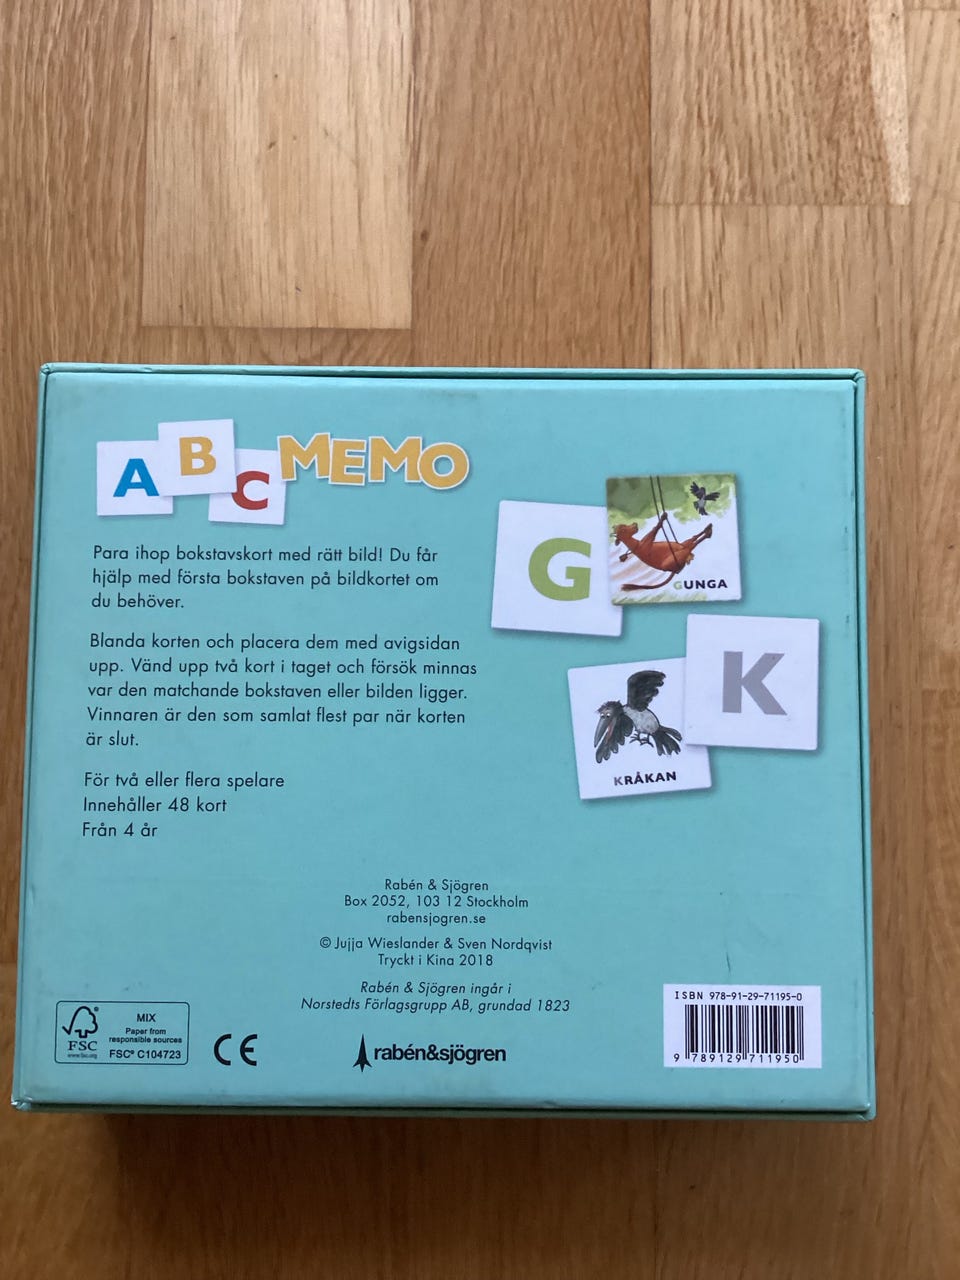 A B C MEMO
Para ihop bokstavskort med rätt bild! Du får
hjälp med första bokstaven på bildkortet om
du behöver.
Blanda korten och placera dem med avigsidan
upp. Vänd upp två kort i taget och försök minnas
var den matchande bokstaven eller bilden ligger.
Vinnaren är den som samlat flest par när korten
är slut.
För två eller flera spelare
Innehåller 48 kort
Från 4 år
G
GUNGA
K
KRÅKAN
Rabén & Sjögren
Box 2052, 103 12 Stockholm
rabensjogren.se
© Jujja Wieslander & Sven Nordqvist
Tryckt i Kina 2018
Rabén & Sjögren ingår i
Norstedts Förlagsgrupp AB, grundad 1823
FSC
www.fsc.org
MIX
Paper from
responsible sources
FSC® C104723
CE
rabén&sjögren
ISBN 978-91-29-71195-0
9 789129 711950